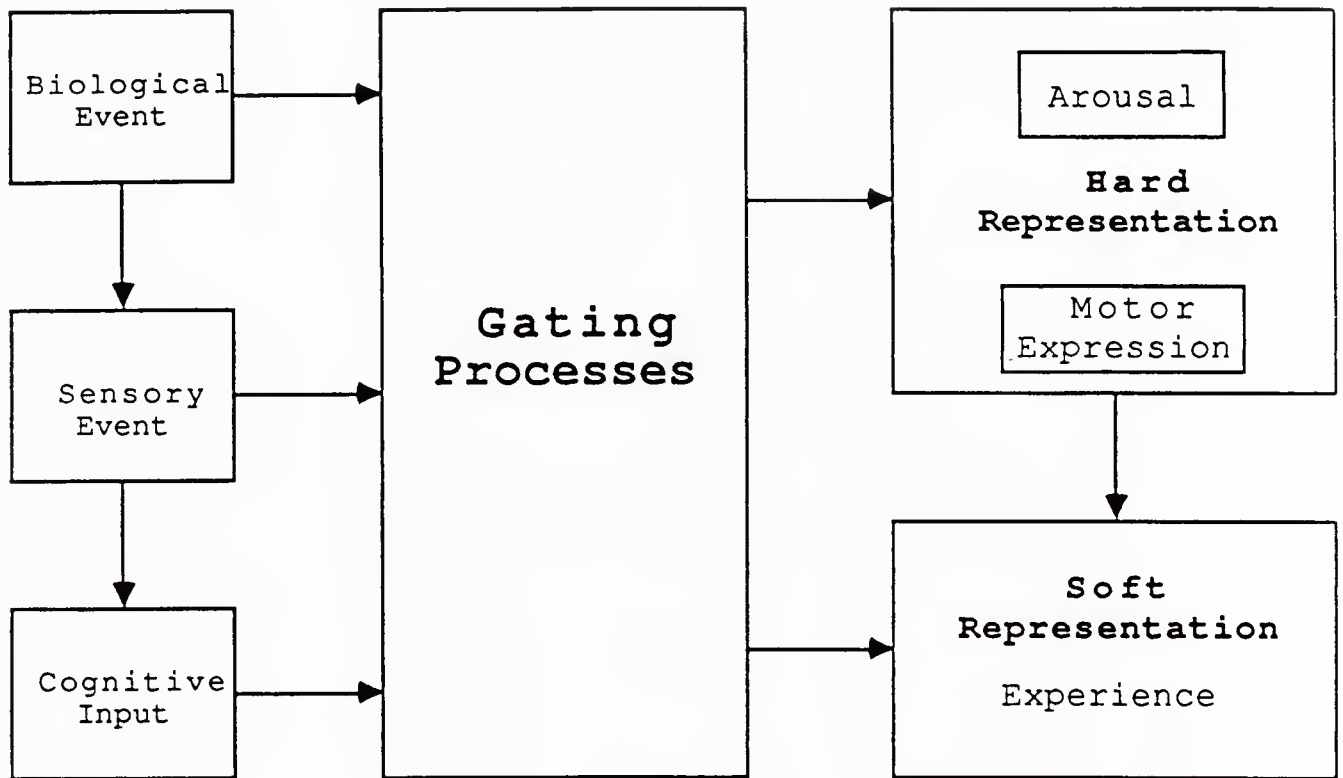 Biological
Event
Sensory
Event
Cognitive
Input
Gating
Processes
Arousal
Hard
Representation
Motor
Expression
Soft
Representation
Experience